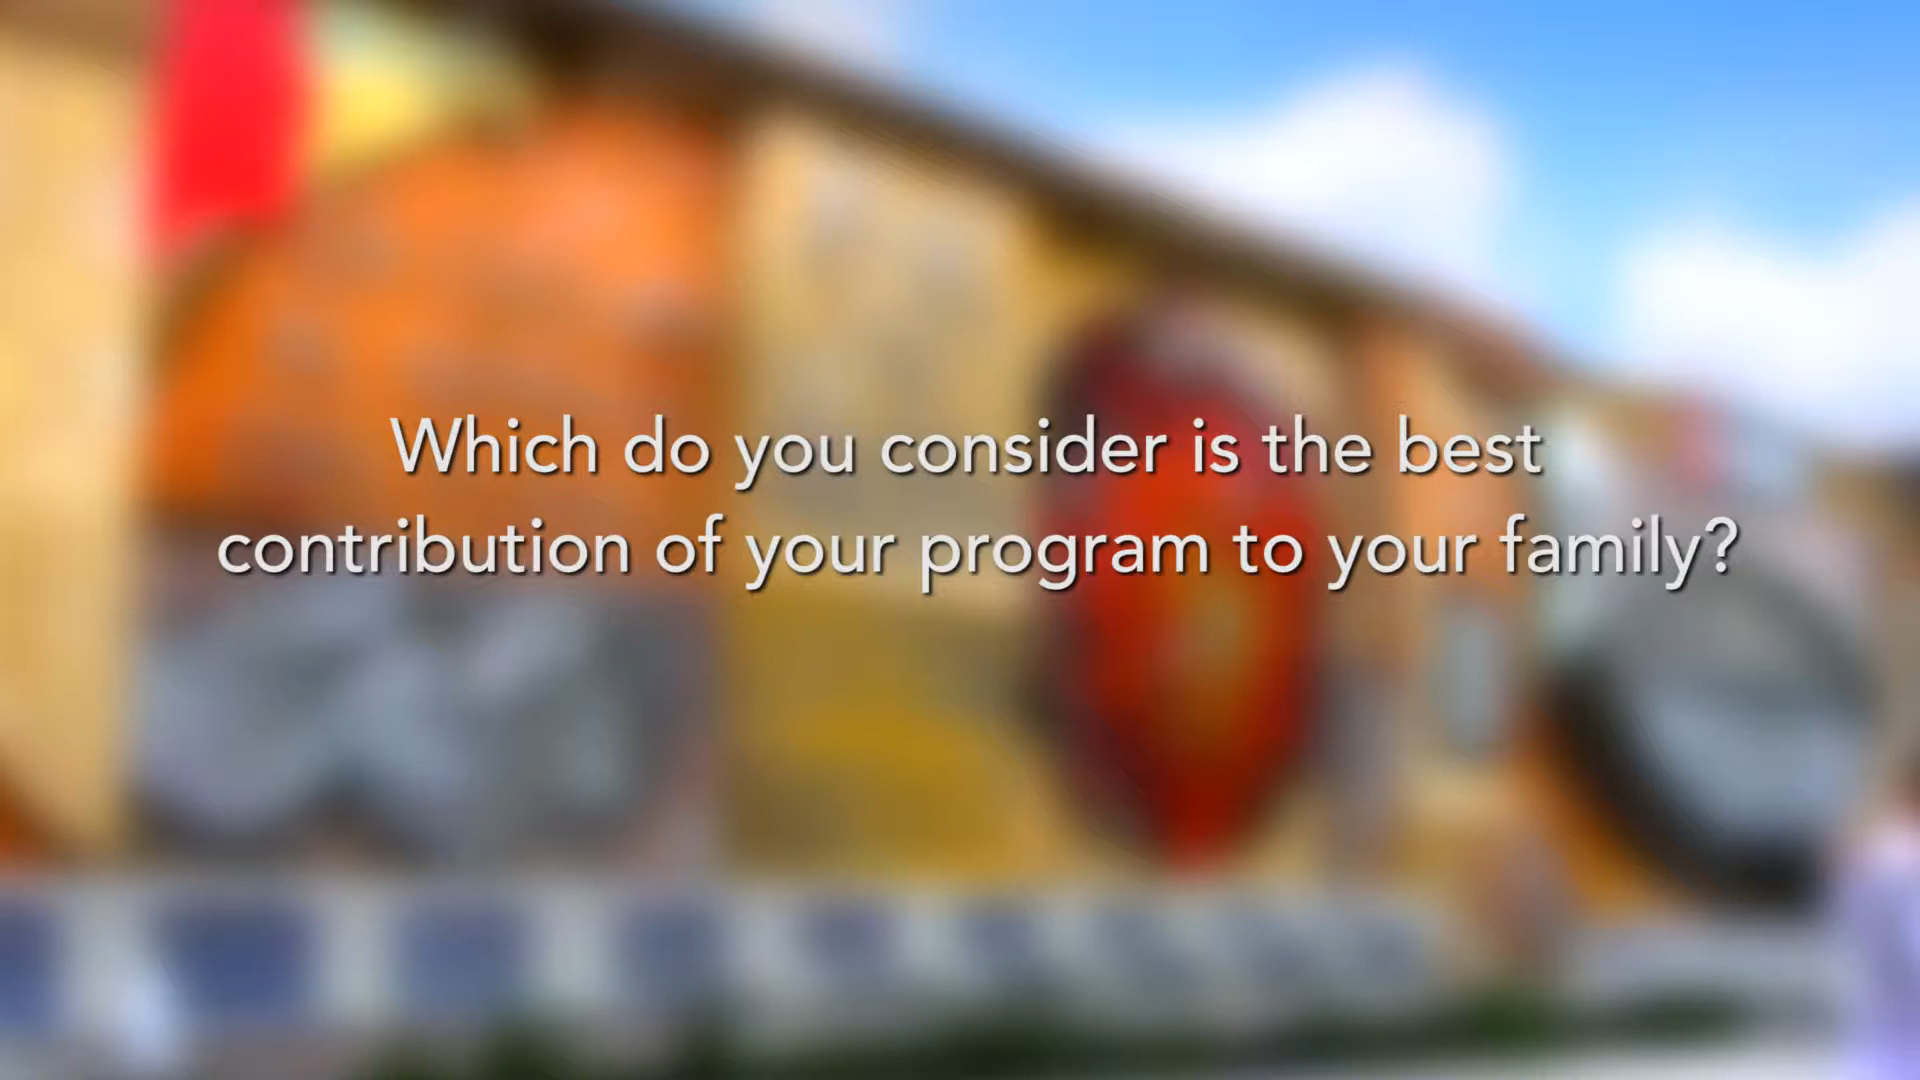 Which do you consider is the best
contribution of your program to your family?